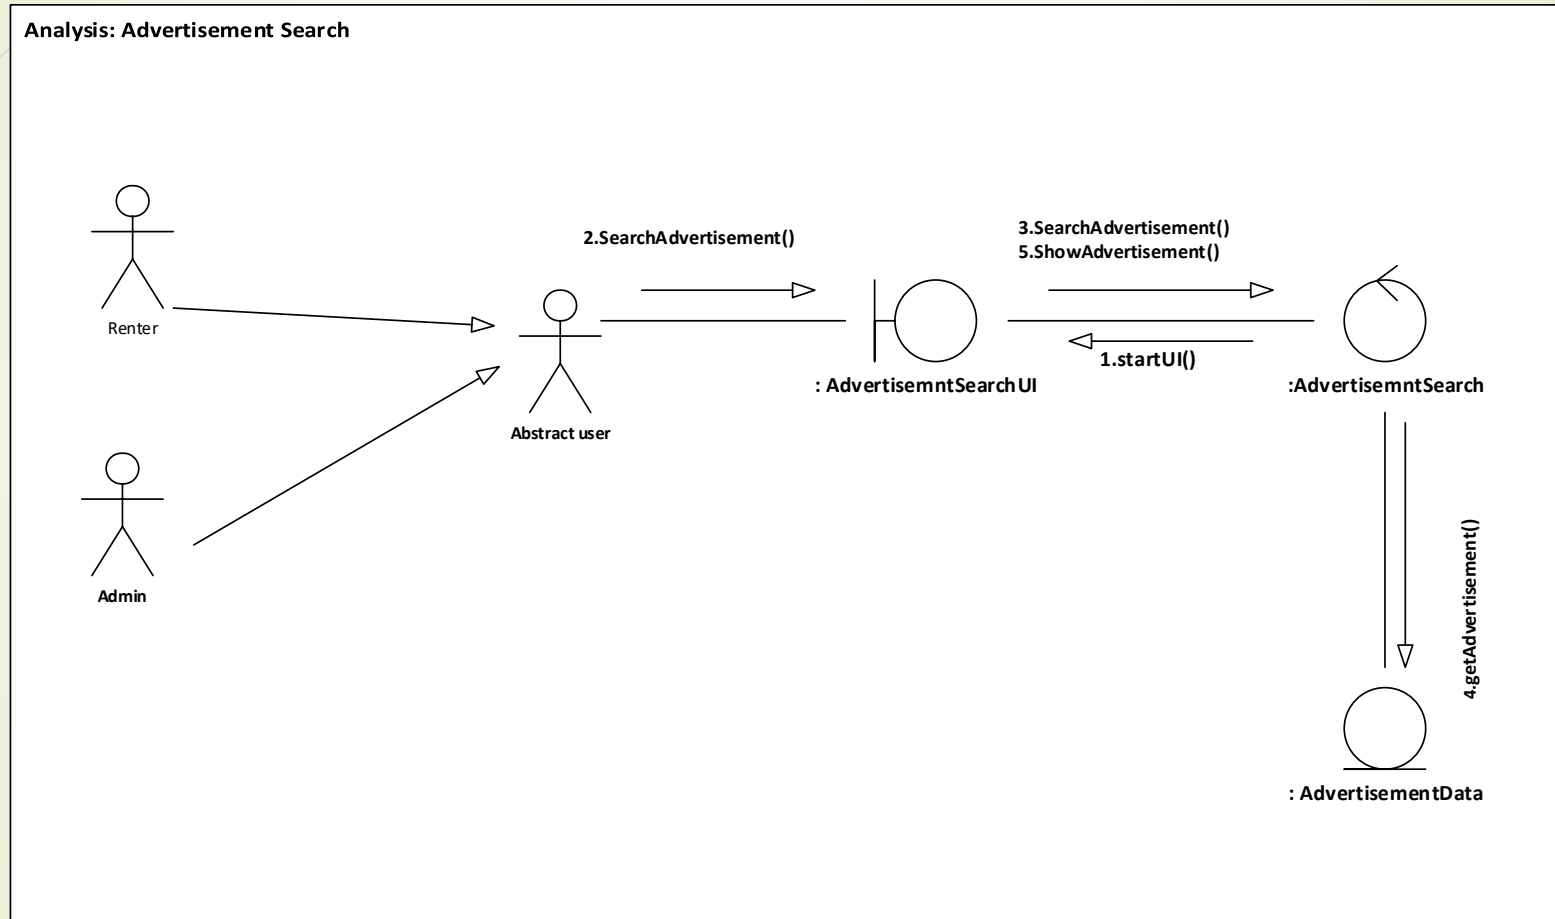 Analysis: Advertisement Search
2.SearchAdvertisement()
3.SearchAdvertisement()
5.ShowAdvertisement()
1.startUI()
Renter
: AdvertisemntSearchUI
:AdvertisemntSearch
Abstract user
4.getAdvertisement()
Admin
: AdvertisementData